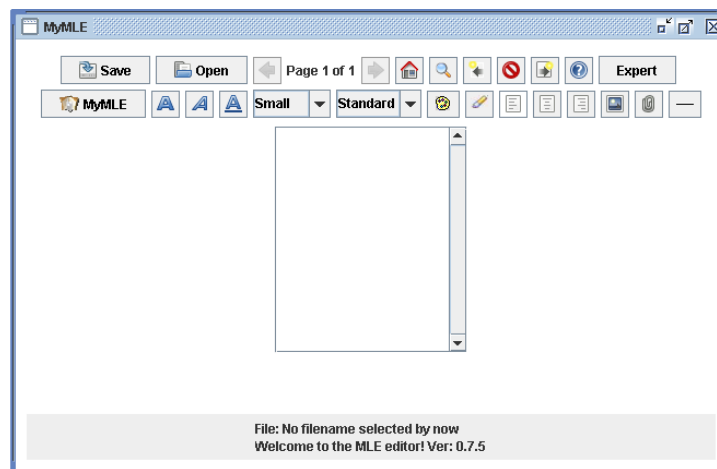 MyMLE
Save Open Page 1 of 1 Expert
MyMLE A A A Small Standard
File: No filename selected by now
Welcome to the MLE editor! Ver: 0.7.5